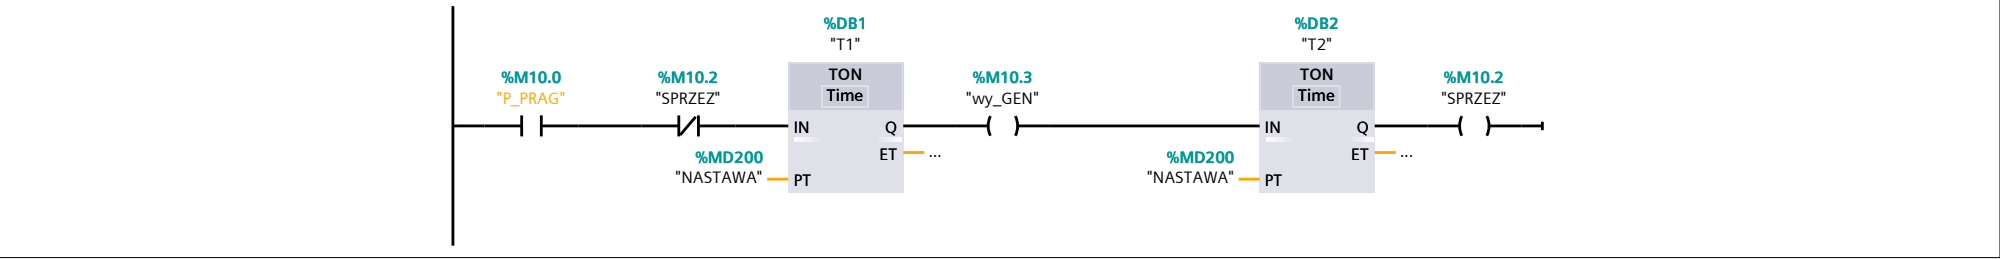 %DB1
"T1"
%DB2
"T2"
%M10.0
"P_PRAG"
%M10.2
"SPRZEZ"
TON
Time
%M10.3
"wy_GEN"
TON
Time
%M10.2
"SPRZEZ"
IN
Q
IN
Q
ET
...
ET
...
%MD200
"NASTAWA"
PT
%MD200
"NASTAWA"
PT